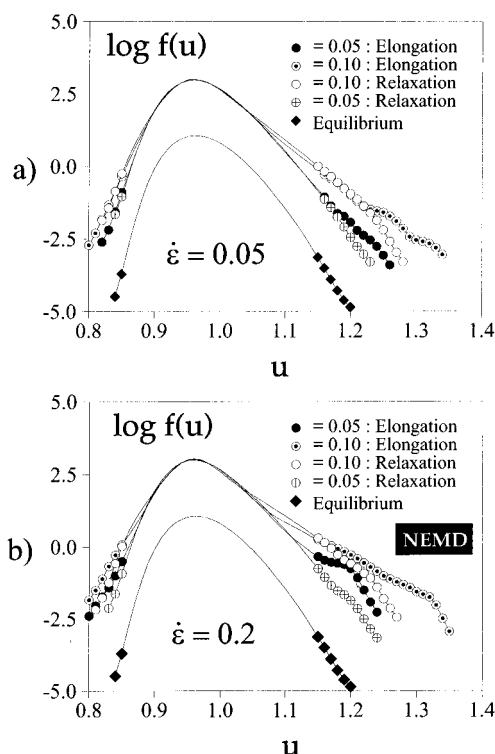 a)
5.0
2.5
0.0
-2.5
-5.0
log f(u)
= 0.05 : Elongation
= 0.10 : Elongation
= 0.10 : Relaxation
= 0.05 : Relaxation
Equilibrium
ε̇ = 0.05
0.8 0.9 1.0 1.1 1.2 1.3 1.4
u
b)
5.0
2.5
0.0
-2.5
-5.0
log f(u)
= 0.05 : Elongation
= 0.10 : Elongation
= 0.10 : Relaxation
= 0.05 : Relaxation
Equilibrium
NEMD
ε̇ = 0.2
0.8 0.9 1.0 1.1 1.2 1.3 1.4
u